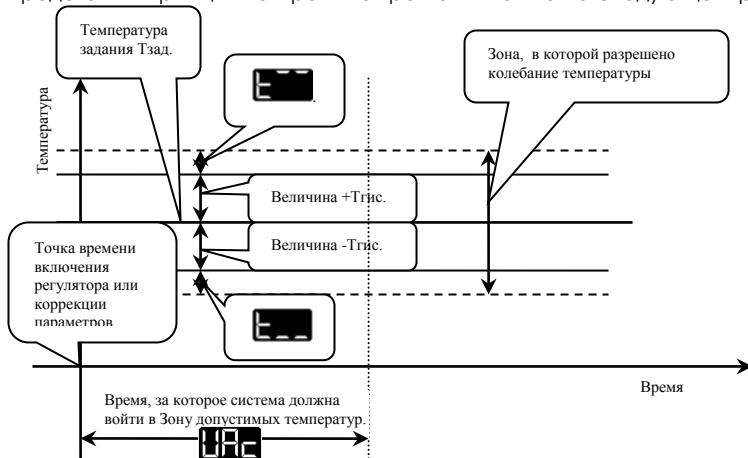 Температура
задания Тзад.
Зона, в которой разрешено
колебание температуры
Температура
Величина +Тгис.
Величина -Тгис.
Точка времени
включения
регулятора или
коррекции
параметров
Время
Время, за которое система должна
войти в Зону допустимых температур.